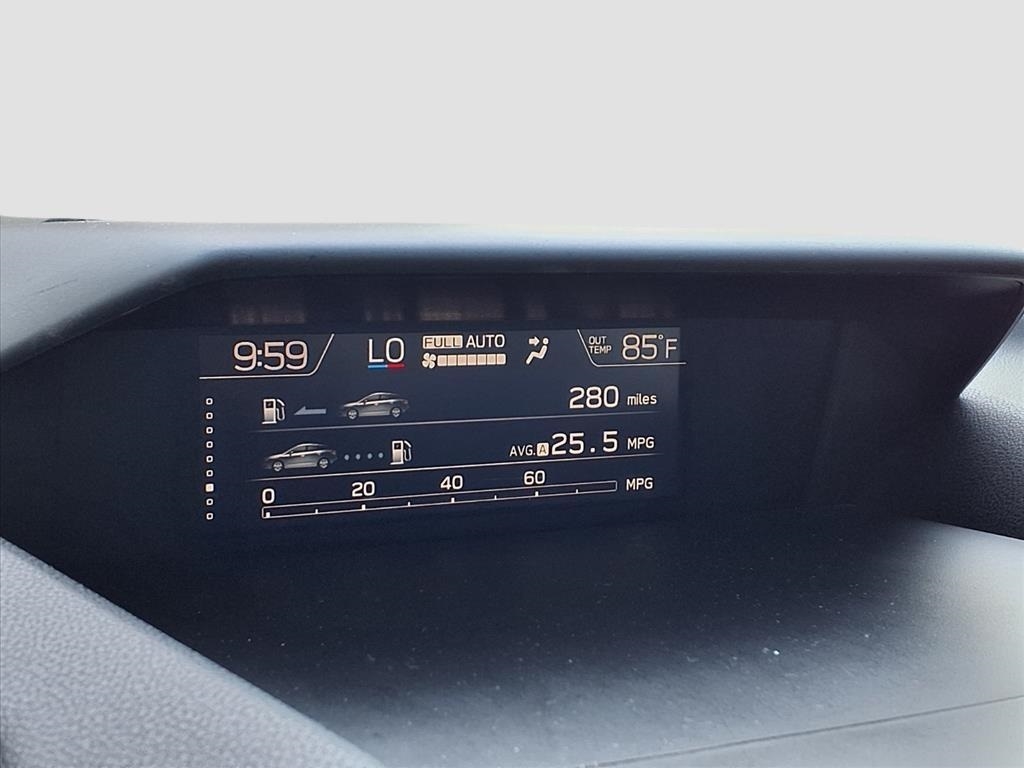 9:59 LO FULL AUTO OUT TEMP 85°F
280 miles
AVG. A 25.5 MPG
0 20 40 60 MPG